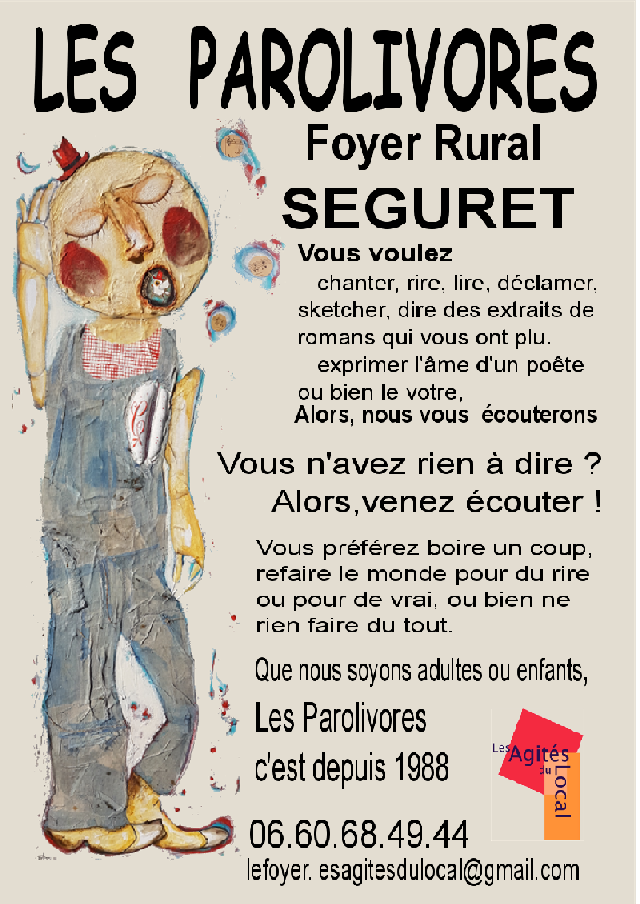 LES PAROLIVORES
Foyer Rural
SEGURET
Vous voulez
chanter, rire, lire, déclamer,
sketcher, dire des extraits de
romans qui vous ont plu.
exprimer l'âme d'un poête
ou bien le votre,
Alors, nous vous écouterons
Vous n'avez rien à dire ?
Alors,venez écouter !
Vous préférez boire un coup,
refaire le monde pour du rire
ou pour de vrai, ou bien ne
rien faire du tout.
Que nous soyons adultes ou enfants,
Les Parolivores
c'est depuis 1988
Les Agités
du
Local
06.60.68.49.44
lefoyer. esagitesdulocal@gmail.com